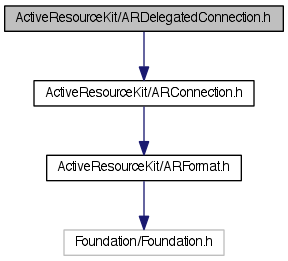 ActiveResourceKit/ARDelegatedConnection.h
ActiveResourceKit/ARConnection.h
ActiveResourceKit/ARFormat.h
Foundation/Foundation.h